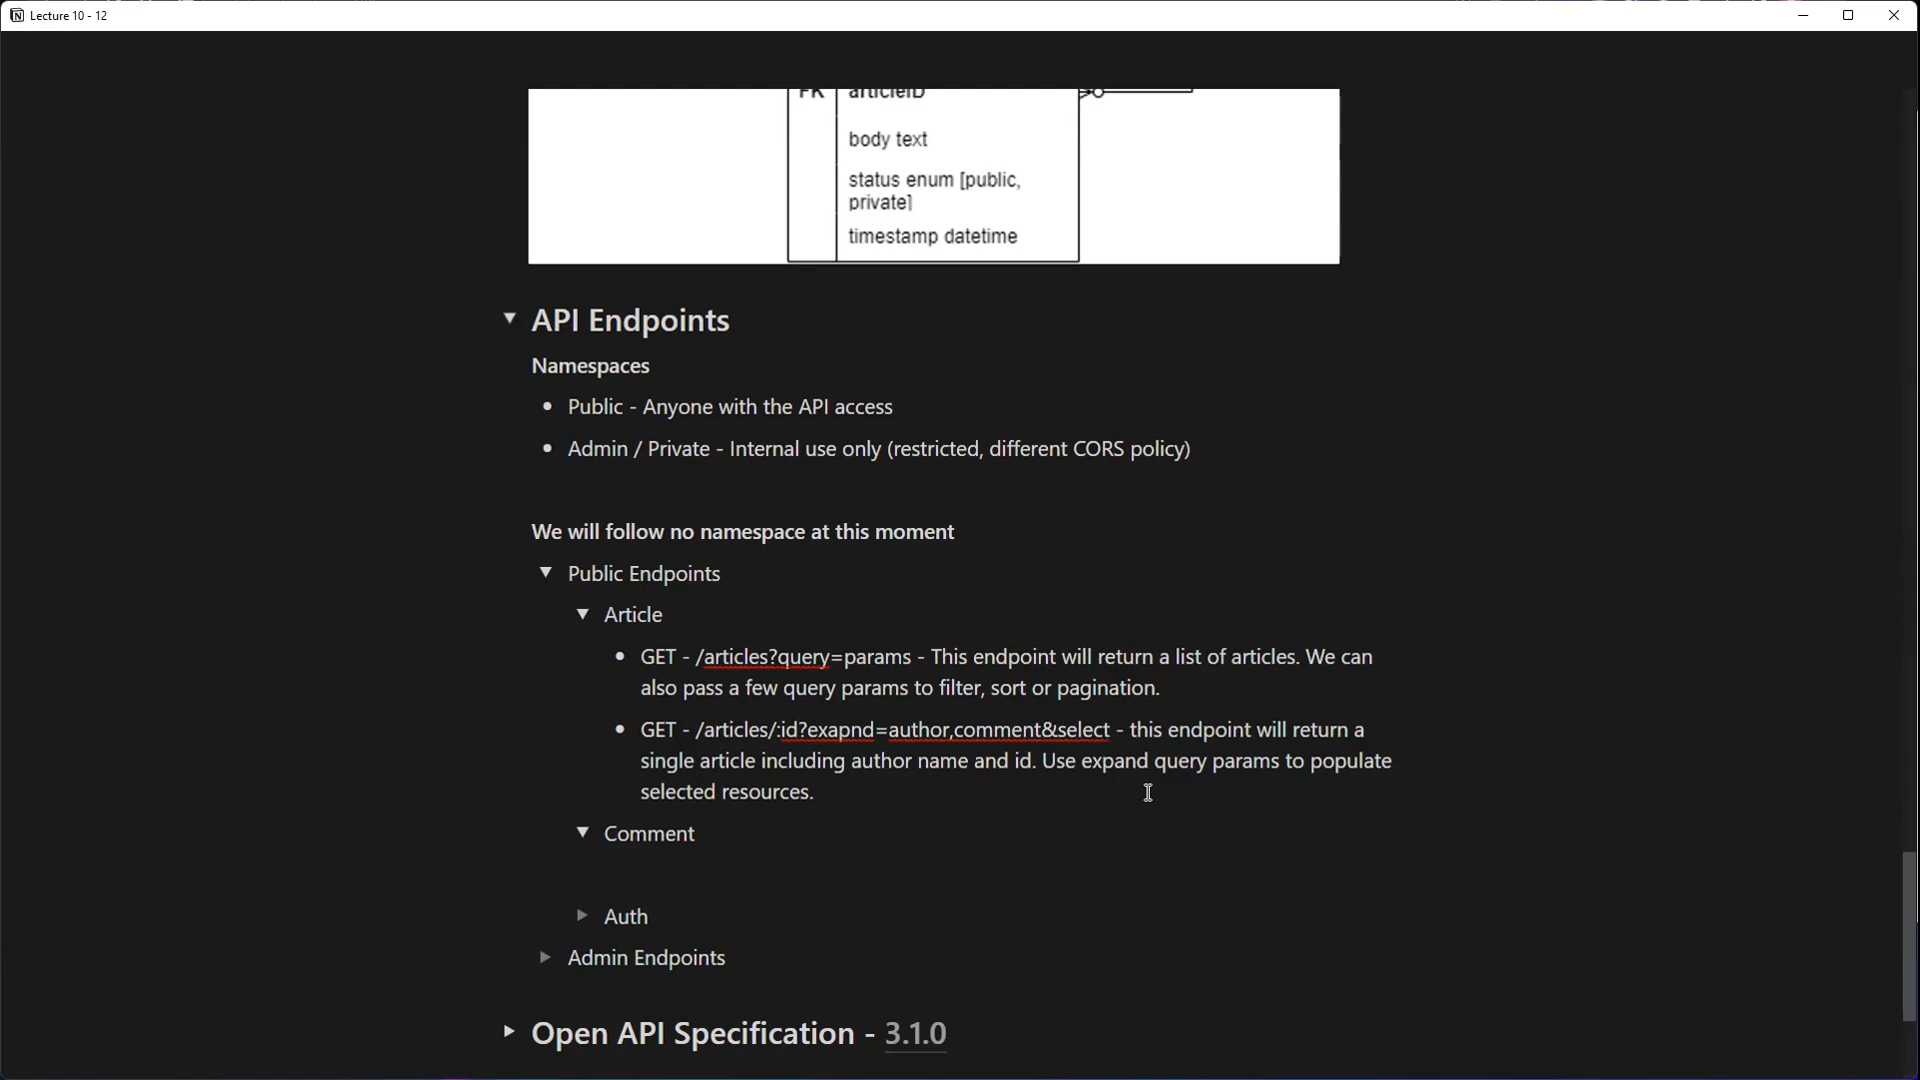 Lecture 10 - 12
FK articleID
body text
status enum [public,
private]
timestamp datetime
API Endpoints
Namespaces
Public - Anyone with the API access
Admin / Private - Internal use only (restricted, different CORS policy)
We will follow no namespace at this moment
Public Endpoints
Article
GET - /articles?query=params - This endpoint will return a list of articles. We can
also pass a few query params to filter, sort or pagination.
GET - /articles/:id?exapnd=author,comment&select - this endpoint will return a
single article including author name and id. Use expand query params to populate
selected resources.
Comment
Auth
Admin Endpoints
Open API Specification - 3.1.0